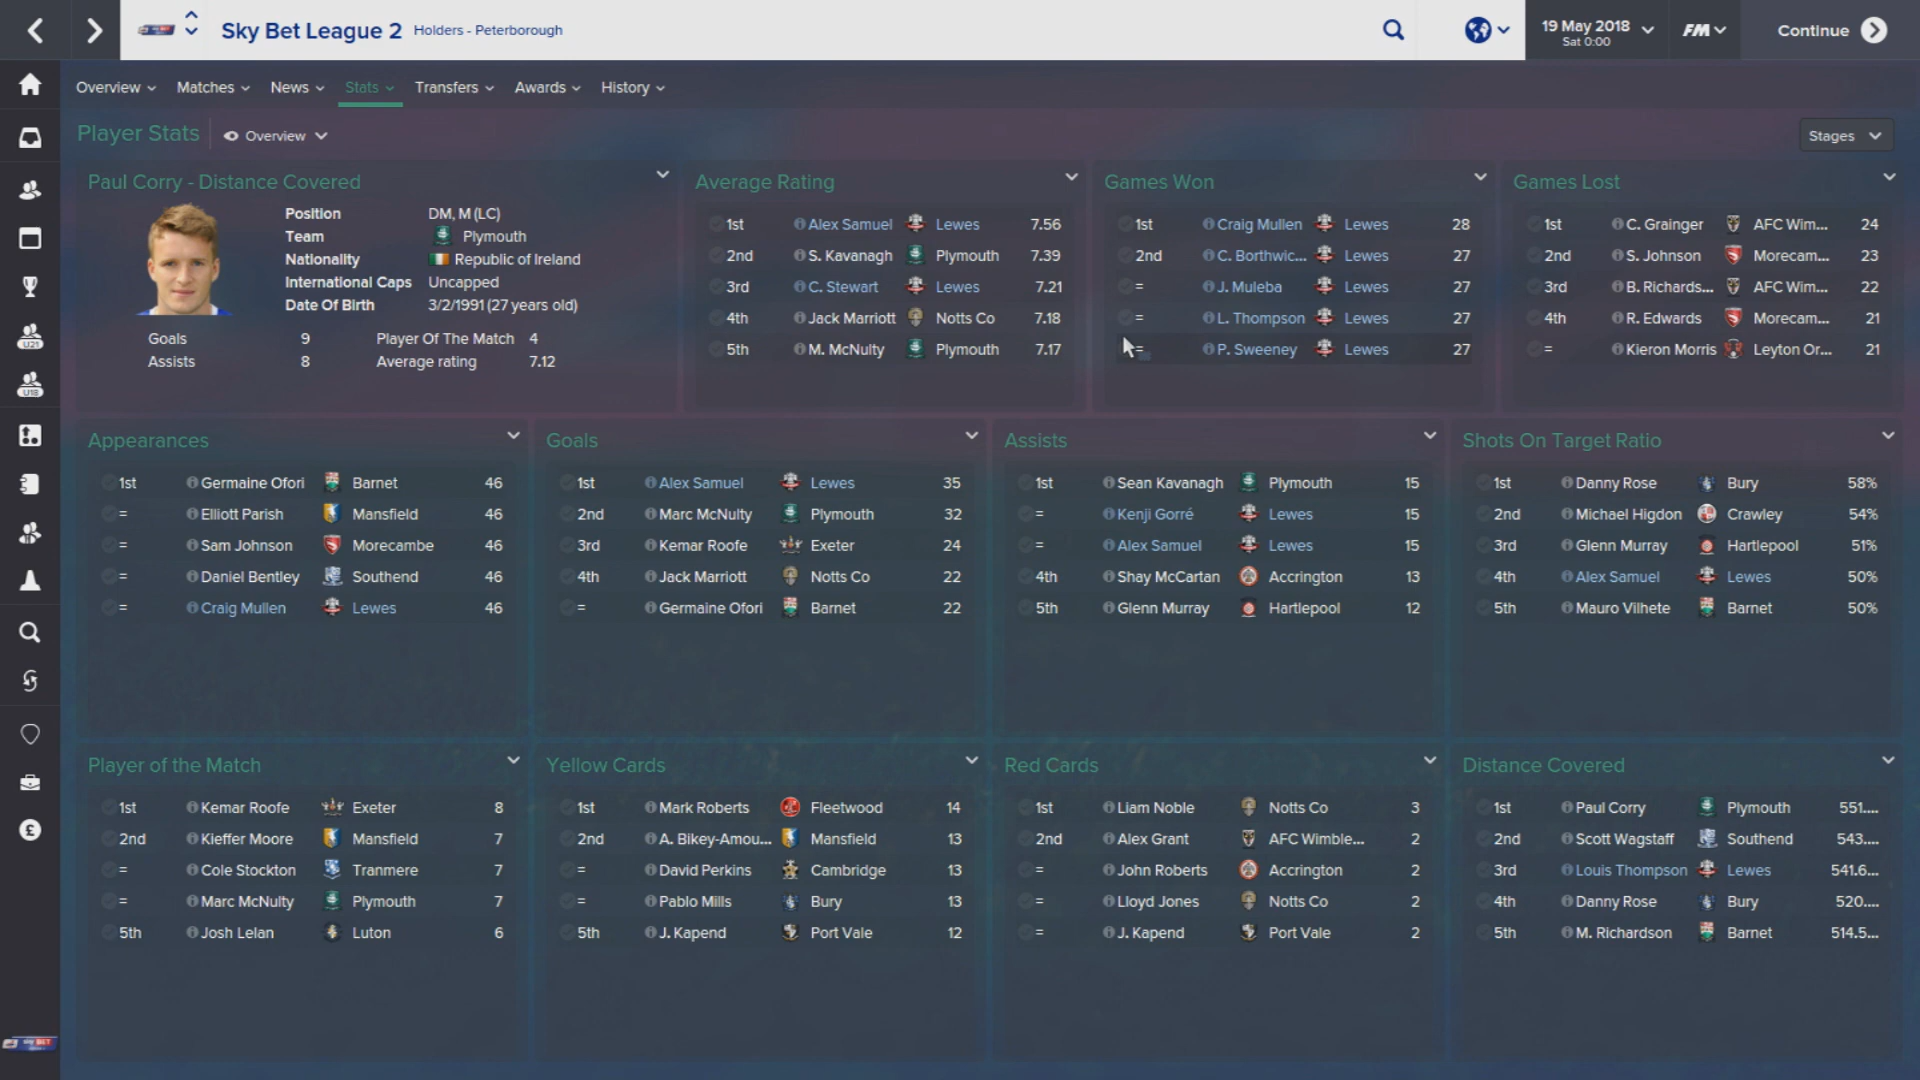 Sky Bet League 2 Holders - Peterborough
19 May 2018
Sat 0:00
FM
Continue
Overview Matches News Stats Transfers Awards History
Player Stats Overview Stages
Paul Corry - Distance Covered
Position DM, M (LC)
Team Plymouth
Nationality Republic of Ireland
International Caps Uncapped
Date Of Birth 3/2/1991 (27 years old)
Goals 9 Player Of The Match 4
Assists 8 Average rating 7.12
Average Rating
1st Alex Samuel Lewes 7.56
2nd S. Kavanagh Plymouth 7.39
3rd C. Stewart Lewes 7.21
4th Jack Marriott Notts Co 7.18
5th M. McNulty Plymouth 7.17
Games Won
1st Craig Mullen Lewes 28
2nd C. Borthwic... Lewes 27
= J. Muleba Lewes 27
= L. Thompson Lewes 27
= P. Sweeney Lewes 27
Games Lost
1st C. Grainger AFC Wim... 24
2nd S. Johnson Morecam... 23
3rd B. Richards... AFC Wim... 22
4th R. Edwards Morecam... 21
= Kieron Morris Leyton Or... 21
Appearances
1st Germaine Ofori Barnet 46
= Elliott Parish Mansfield 46
= Sam Johnson Morecambe 46
= Daniel Bentley Southend 46
= Craig Mullen Lewes 46
Goals
1st Alex Samuel Lewes 35
2nd Marc McNulty Plymouth 32
3rd Kemar Roofe Exeter 24
4th Jack Marriott Notts Co 22
= Germaine Ofori Barnet 22
Assists
1st Sean Kavanagh Plymouth 15
= Kenji Gorré Lewes 15
= Alex Samuel Lewes 15
4th Shay McCartan Accrington 13
5th Glenn Murray Hartlepool 12
Shots On Target Ratio
1st Danny Rose Bury 58%
2nd Michael Higdon Crawley 54%
3rd Glenn Murray Hartlepool 51%
4th Alex Samuel Lewes 50%
5th Mauro Vilhete Barnet 50%
Player of the Match
1st Kemar Roofe Exeter 8
2nd Kieffer Moore Mansfield 7
= Cole Stockton Tranmere 7
= Marc McNulty Plymouth 7
5th Josh Lelan Luton 6
Yellow Cards
1st Mark Roberts Fleetwood 14
2nd A. Bikey-Amou... Mansfield 13
= David Perkins Cambridge 13
= Pablo Mills Bury 13
5th J. Kapend Port Vale 12
Red Cards
1st Liam Noble Notts Co 3
2nd Alex Grant AFC Wimble... 2
= John Roberts Accrington 2
= Lloyd Jones Notts Co 2
= J. Kapend Port Vale 2
Distance Covered
1st Paul Corry Plymouth 551....
2nd Scott Wagstaff Southend 543....
3rd Louis Thompson Lewes 541.6...
4th Danny Rose Bury 520....
5th M. Richardson Barnet 514.5...
U21
U18
sky BET